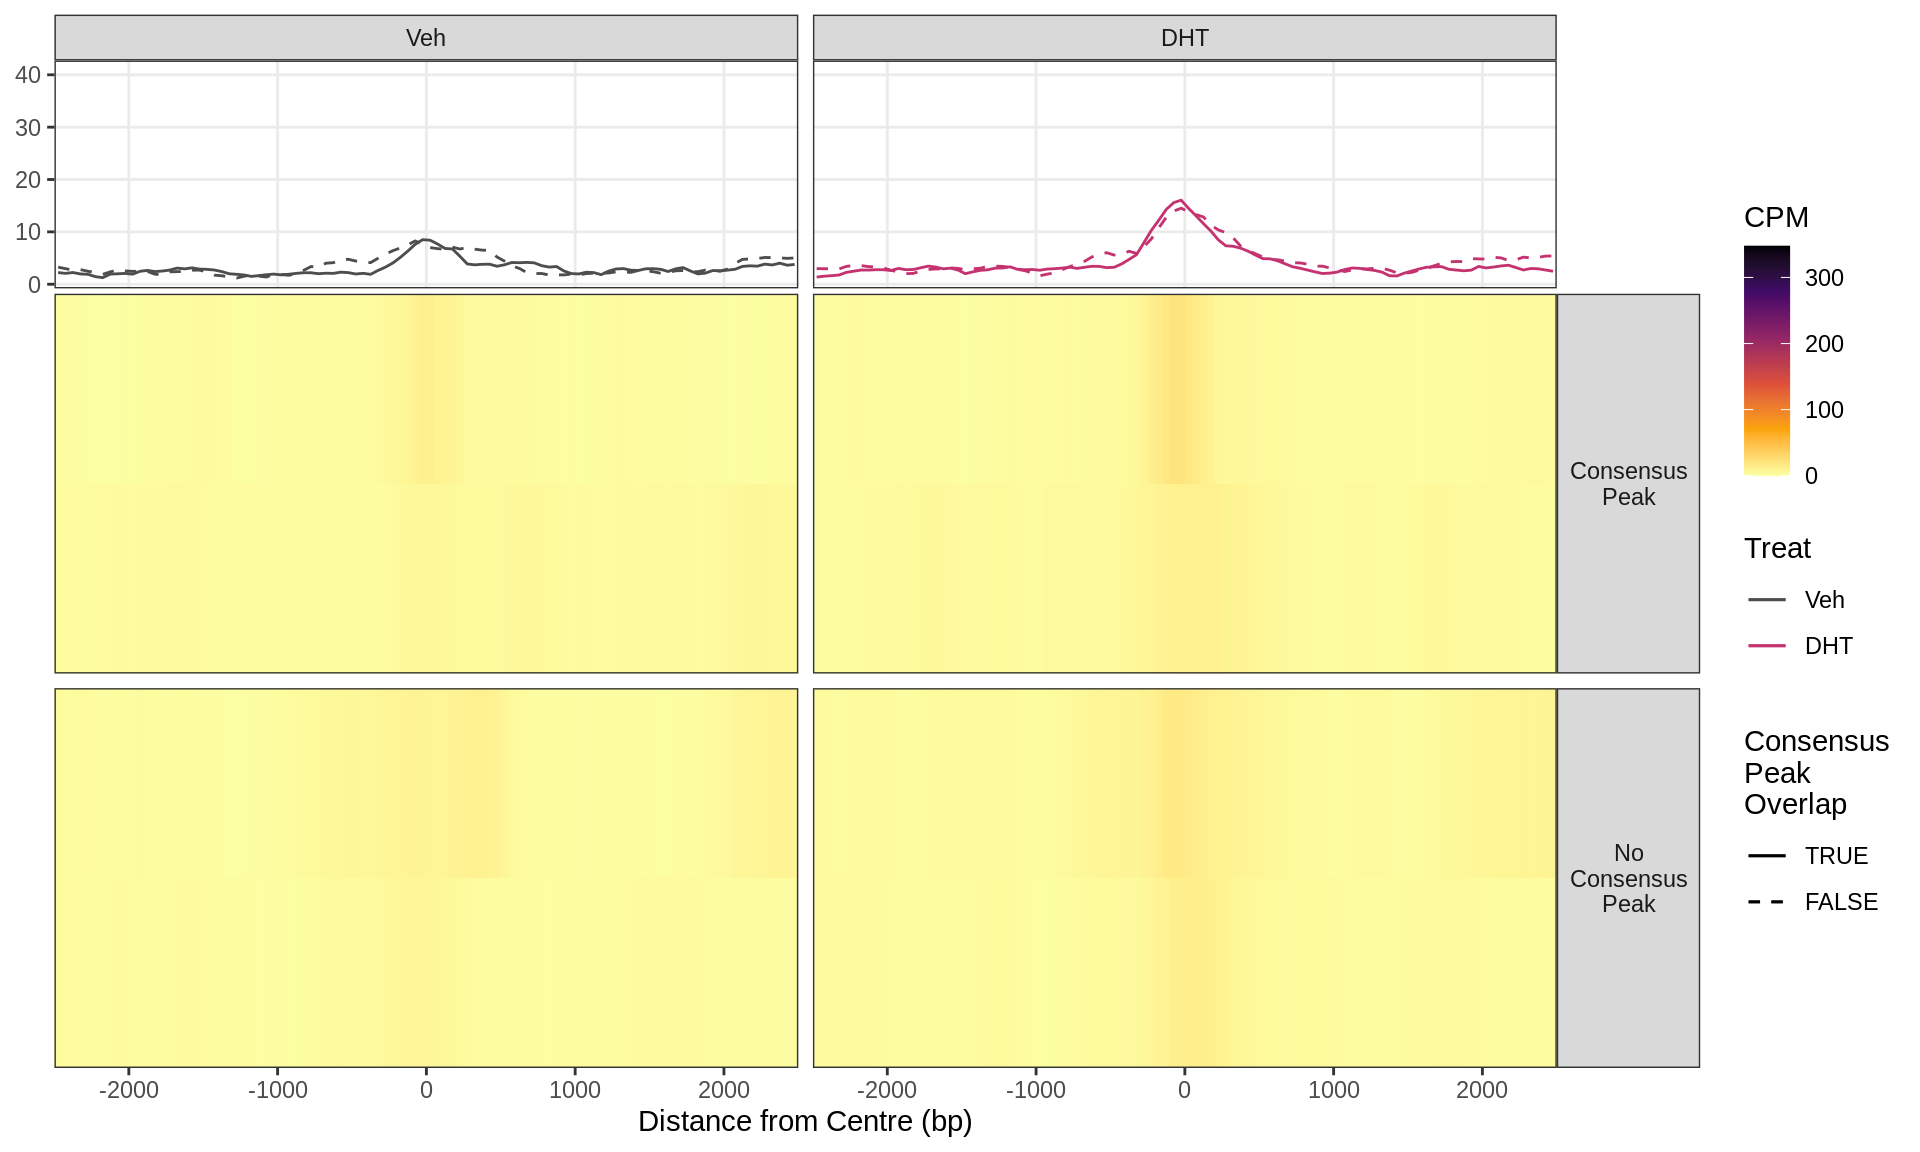 Veh
DHT
40
30
20
10
0
Consensus
Peak
No
Consensus
Peak
-2000
-1000
0
1000
2000
-2000
-1000
0
1000
2000
Distance from Centre (bp)
CPM
300
200
100
0
Treat
Veh
DHT
Consensus
Peak
Overlap
TRUE
FALSE